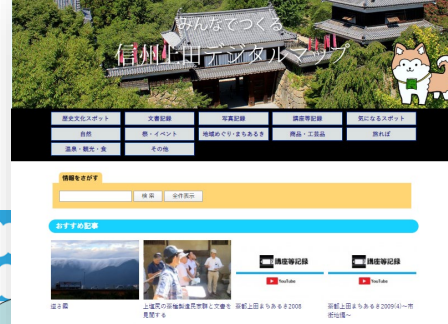 みんなでつくる
信州上田デジタルマップ
歴史文化スポット 文書記録 写真記録 講座等記録 気になるスポット
自然 祭・イベント 地域めぐり・まちあるき 商品・工芸品 旅れぽ
温泉・観光・食 その他
情報をさがす
検索 全件表示
おすすめ記事
講座等記録 講座等記録
YouTube YouTube
逆さ霧 上塩尻の蚕種製造民家群と文書を見聞する 京都上田まちあるき2008 京都上田まちあるき2009(4)～市街地編～